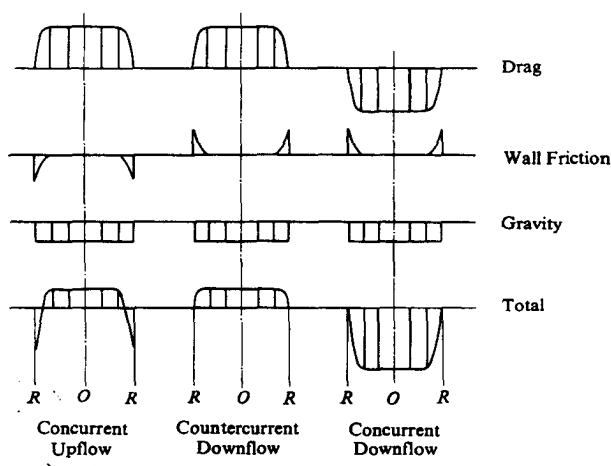 Drag
Wall Friction
Gravity
Total
R O R R O R R O R
Concurrent Upflow
Countercurrent Downflow
Concurrent Downflow